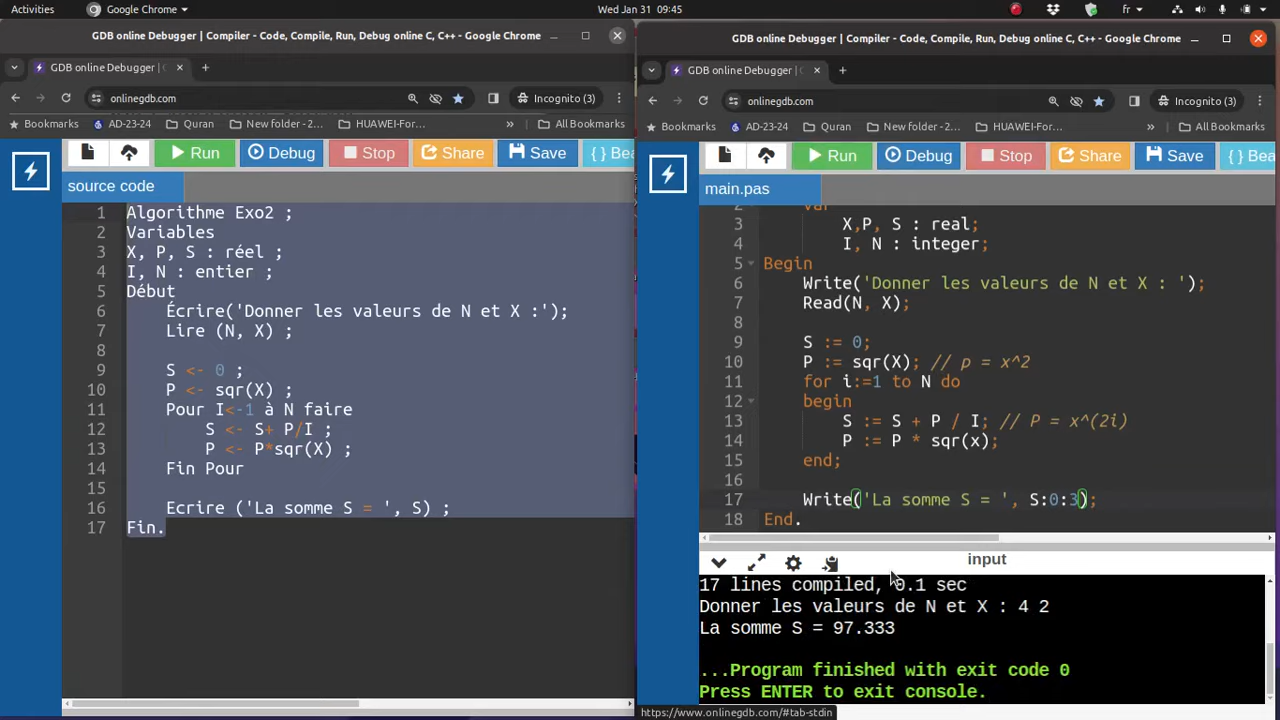 Activities Google Chrome Wed Jan 31 09:45 fr
GDB online Debugger | Compiler - Code, Compile, Run, Debug online C, C++ - Google Chrome
GDB online Debugger | C
onlinegdb.com Incognito (3)
Bookmarks AD-23-24 Quran New folder - 2… HUAWEI-For… » All Bookmarks
Run Debug Stop Share Save { } Bea
source code
1 Algorithme Exo2 ;
2 Variables
3 X, P, S : réel ;
4 I, N : entier ;
5 Début
6 Écrire('Donner les valeurs de N et X :');
7 Lire (N, X) ;
8
9 S <- 0 ;
10 P <- sqr(X) ;
11 Pour I<-1 à N faire
12 S <- S+ P/I ;
13 P <- P*sqr(X) ;
14 Fin Pour
15
16 Ecrire ('La somme S = ', S) ;
17 Fin.
GDB online Debugger | Compiler - Code, Compile, Run, Debug online C, C++ - Google Chrome
GDB online Debugger | C
onlinegdb.com Incognito (3)
Bookmarks AD-23-24 Quran New folder - 2… HUAWEI-For… » All Bookmarks
Run Debug Stop Share Save { } Bea
main.pas
2 Var
3 X,P, S : real;
4 I, N : integer;
5 Begin
6 Write('Donner les valeurs de N et X : ');
7 Read(N, X);
8
9 S := 0;
10 P := sqr(X); // p = x^2
11 for i:=1 to N do
12 begin
13 S := S + P / I; // P = x^(2i)
14 P := P * sqr(x);
15 end;
16
17 Write('La somme S = ', S:0:3);
18 End.
input
17 lines compiled, 0.1 sec
Donner les valeurs de N et X : 4 2
La somme S = 97.333
...Program finished with exit code 0
Press ENTER to exit console.
https://www.onlinegdb.com/#tab-stdin